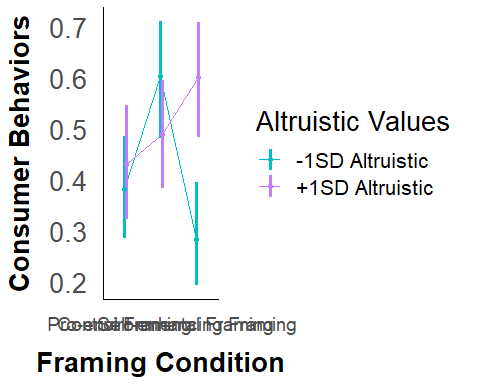 Consumer Behaviors
0.7
0.6
0.5
0.4
0.3
0.2
Altruistic Values
-1SD Altruistic
+1SD Altruistic
Framing
Framing Condition